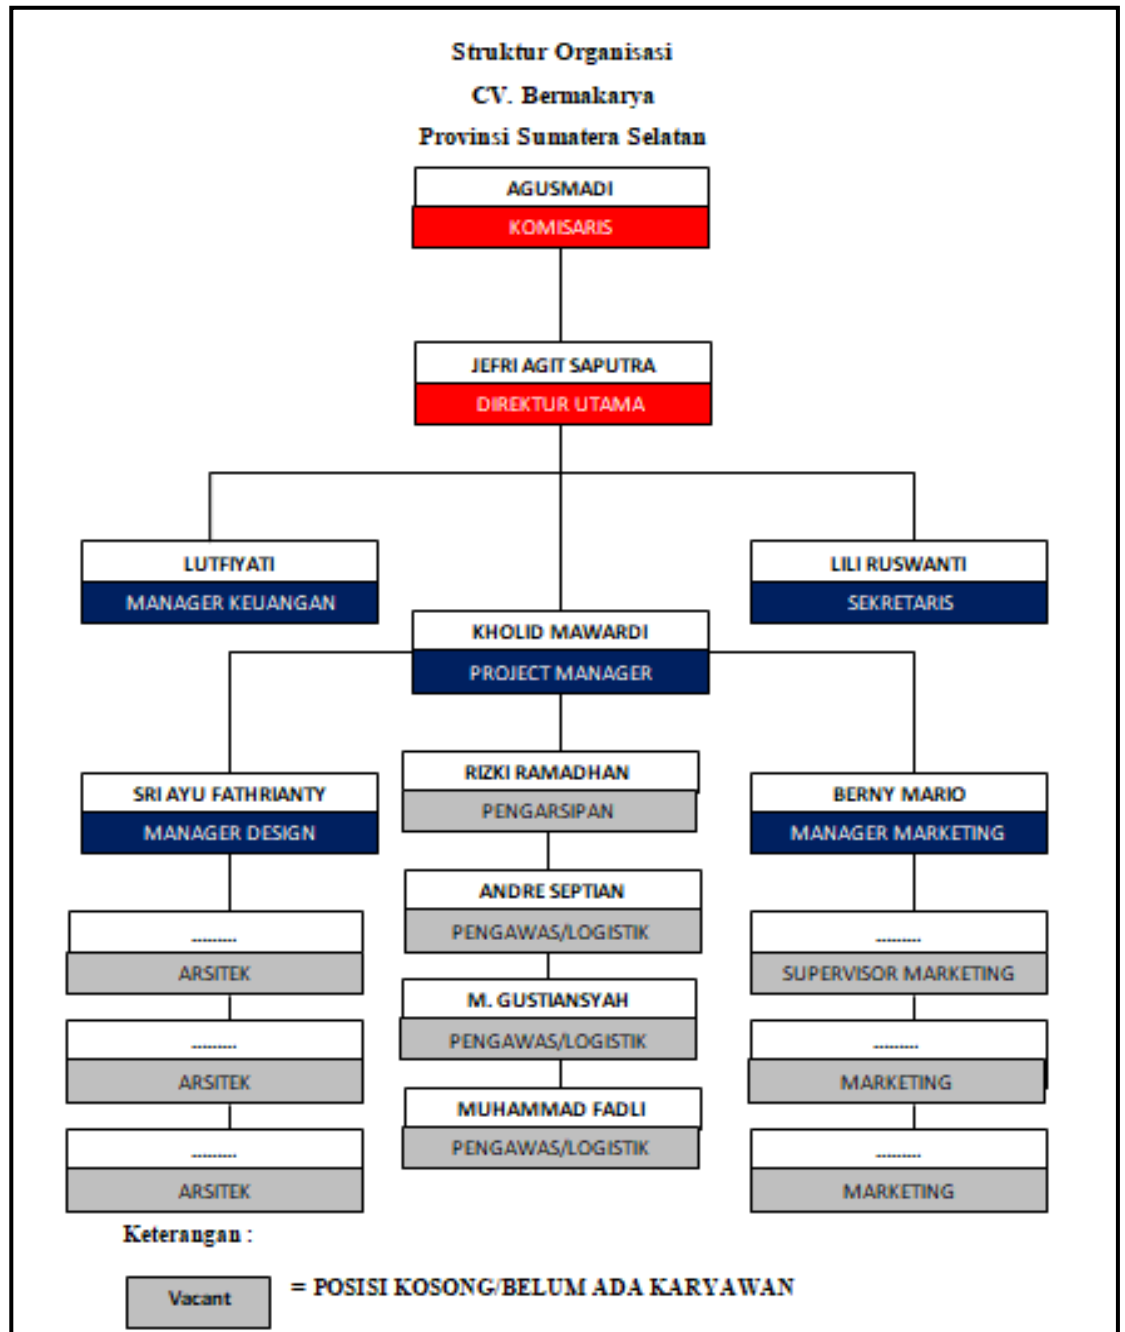 Struktur Organisasi
CV. Bermakarya
Provinsi Sumatera Selatan
AGUSMADI
KOMISARIS
JEFRI AGIT SAPUTRA
DIREKTUR UTAMA
LUTFIYATI
MANAGER KEUANGAN
LILI RUSWANTI
SEKRETARIS
KHOLID MAWARDI
PROJECT MANAGER
SRI AYU FATHRIANTY
MANAGER DESIGN
RIZKI RAMADHAN
PENGARSIPAN
BERNY MARIO
MANAGER MARKETING
ANDRE SEPTIAN
PENGAWAS/LOGISTIK
.........
ARSITEK
.........
SUPERVISOR MARKETING
M. GUSTIANSYAH
PENGAWAS/LOGISTIK
.........
ARSITEK
.........
MARKETING
MUHAMMAD FADLI
PENGAWAS/LOGISTIK
.........
ARSITEK
.........
MARKETING
Keterangan :
Vacant
= POSISI KOSONG/BELUM ADA KARYAWAN